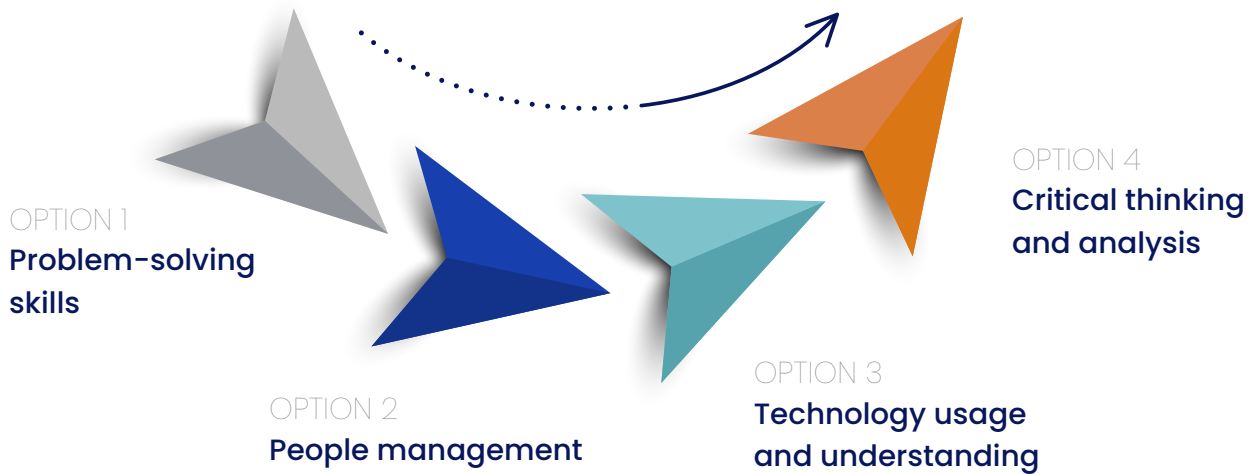 OPTION 1
Problem-solving
skills
OPTION 2
People management
OPTION 3
Technology usage
and understanding
OPTION 4
Critical thinking
and analysis